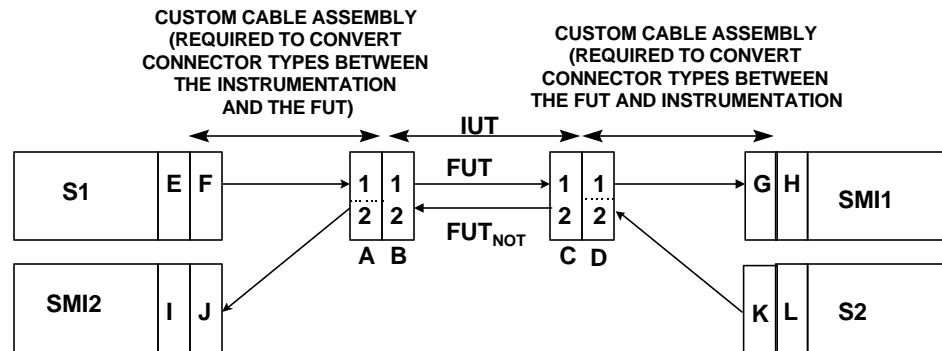 CUSTOM CABLE ASSEMBLY
(REQUIRED TO CONVERT
CONNECTOR TYPES BETWEEN
THE INSTRUMENTATION
AND THE FUT)
CUSTOM CABLE ASSEMBLY
(REQUIRED TO CONVERT
CONNECTOR TYPES BETWEEN
THE FUT AND INSTRUMENTATION
IUT
S1 E F 1 1 FUT 1 1 G H SMI1
2 2 FUTNOT 2 2
A B C D
SMI2 I J K L S2